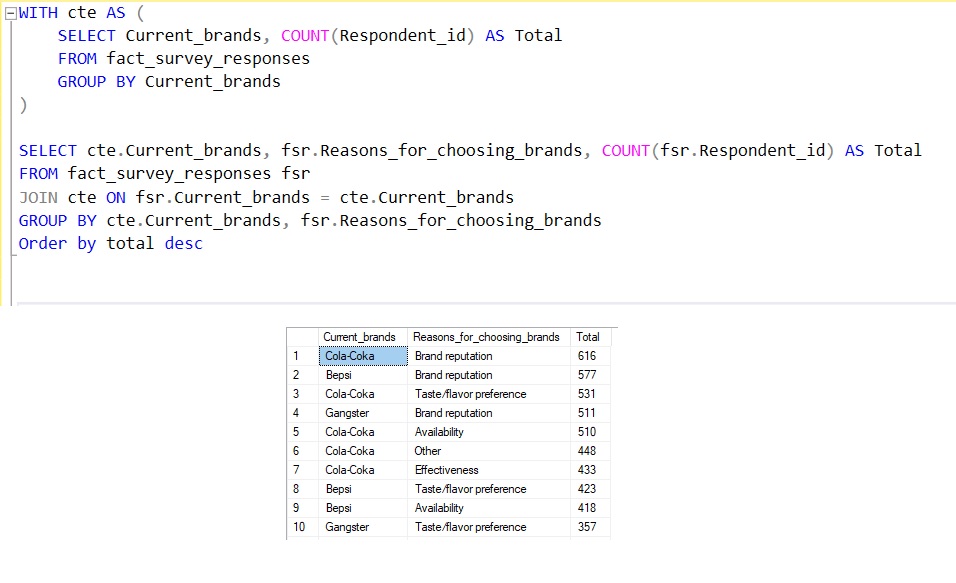 WITH cte AS (
SELECT Current_brands, COUNT(Respondent_id) AS Total
FROM fact_survey_responses
GROUP BY Current_brands
)
SELECT cte.Current_brands, fsr.Reasons_for_choosing_brands, COUNT(fsr.Respondent_id) AS Total
FROM fact_survey_responses fsr
JOIN cte ON fsr.Current_brands = cte.Current_brands
GROUP BY cte.Current_brands, fsr.Reasons_for_choosing_brands
Order by total desc
Current_brands Reasons_for_choosing_brands Total
1 Cola-Coka Brand reputation 616
2 Bepsi Brand reputation 577
3 Cola-Coka Taste/flavor preference 531
4 Gangster Brand reputation 511
5 Cola-Coka Availability 510
6 Cola-Coka Other 448
7 Cola-Coka Effectiveness 433
8 Bepsi Taste/flavor preference 423
9 Bepsi Availability 418
10 Gangster Taste/flavor preference 357